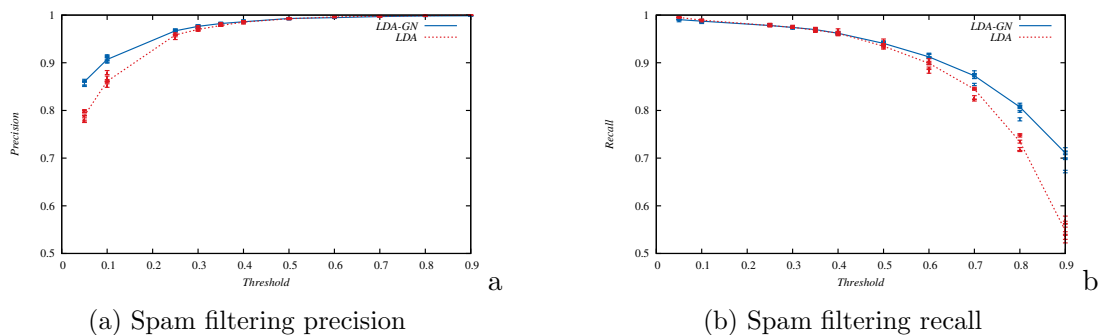 1
0.9
0.8
0.7
0.6
0.5
0 0.1 0.2 0.3 0.4 0.5 0.6 0.7 0.8 0.9
Precision
Threshold
LDA-GN
LDA
a
(a) Spam filtering precision
1
0.9
0.8
0.7
0.6
0.5
0 0.1 0.2 0.3 0.4 0.5 0.6 0.7 0.8 0.9
Recall
Threshold
LDA-GN
LDA
b
(b) Spam filtering recall